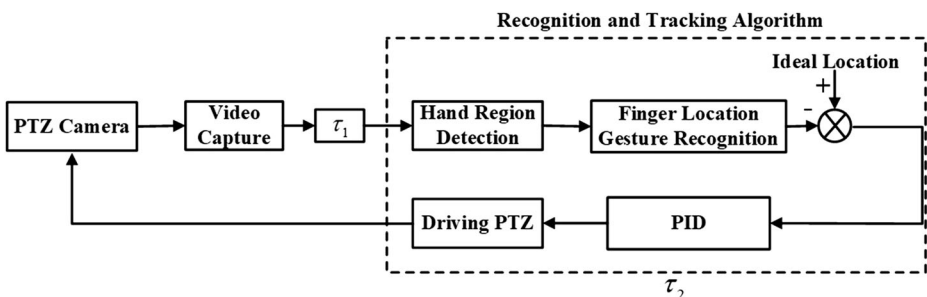 Recognition and Tracking Algorithm
Ideal Location
+
-
PTZ Camera
Video
Capture
τ1
Hand Region
Detection
Finger Location
Gesture Recognition
Driving PTZ
PID
τ2